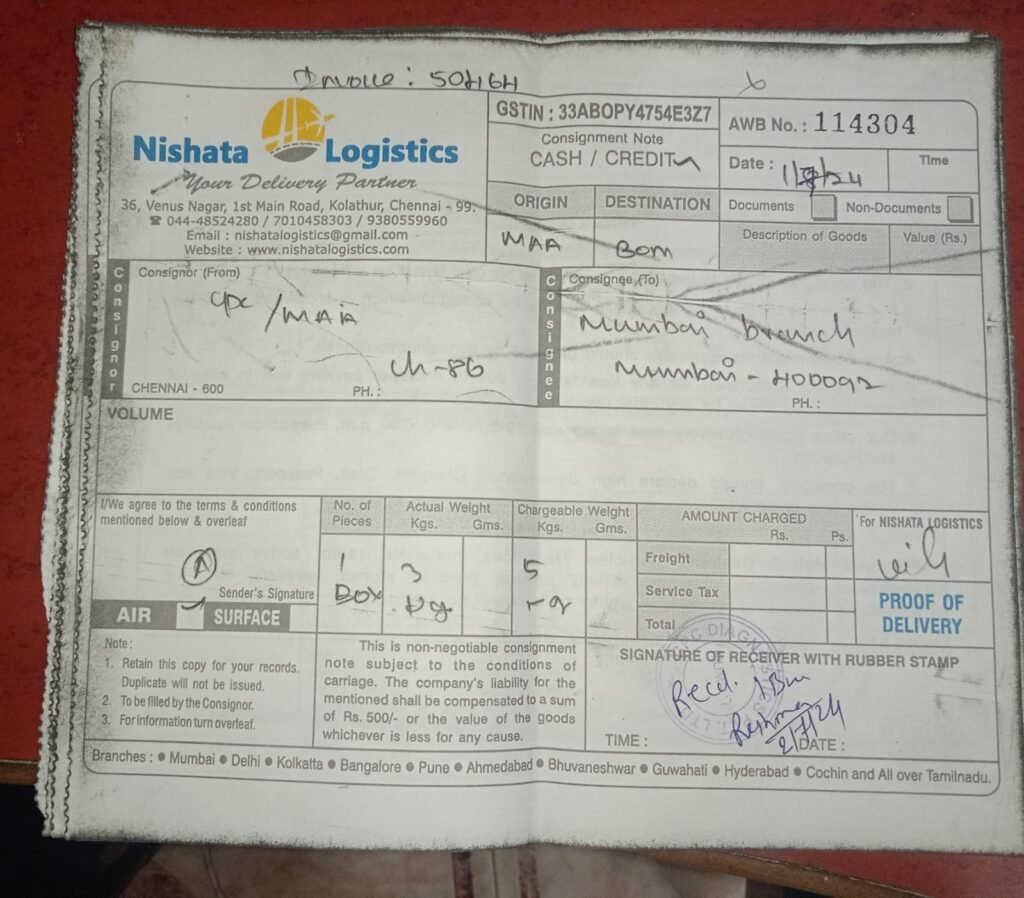 Invoice : 50464
Nishata Logistics
Your Delivery Partner
36, Venus Nagar, 1st Main Road, Kolathur, Chennai - 99.
☎ 044-48524280 / 7010458303 / 9380559960
Email : nishatalogistics@gmail.com
Website : www.nishatalogistics.com
GSTIN : 33ABOPY4754E3Z7
Consignment Note
CASH / CREDIT
AWB No. : 114304
Date : 1/7/24
Time
ORIGIN
DESTINATION
MAA
BOM
Documents
Non-Documents
Description of Goods
Value (Rs.)
Consignor
Consignor (From)
CPC/MAA
Ch-86
CHENNAI - 600
PH. :
Consignee
Consignee (To)
Mumbai branch
Mumbai - 400092
PH. :
VOLUME
I/We agree to the terms & conditions
mentioned below & overleaf
A
Sender's Signature
AIR
SURFACE
No. of
Pieces
1
Box
Actual Weight
Kgs. Gms.
3
kg
Chargeable Weight
Kgs. Gms.
5
AMOUNT CHARGED
Rs. Ps.
Freight
Service Tax
Total
For NISHATA LOGISTICS
PROOF OF
DELIVERY
Note :
1. Retain this copy for your records.
Duplicate will not be issued.
2. To be filled by the Consignor.
3. For information turn overleaf.
This is non-negotiable consignment
note subject to the conditions of
carriage. The company's liability for the
mentioned shall be compensated to a sum
of Rs. 500/- or the value of the goods
whichever is less for any cause.
SIGNATURE OF RECEIVER WITH RUBBER STAMP
Recd. 1 Box
Reshma
2/7/24
TIME :
DATE :
Branches : ● Mumbai ● Delhi ● Kolkatta ● Bangalore ● Pune ● Ahmedabad ● Bhuvaneshwar ● Guwahati ● Hyderabad ● Cochin and All over Tamilnadu.